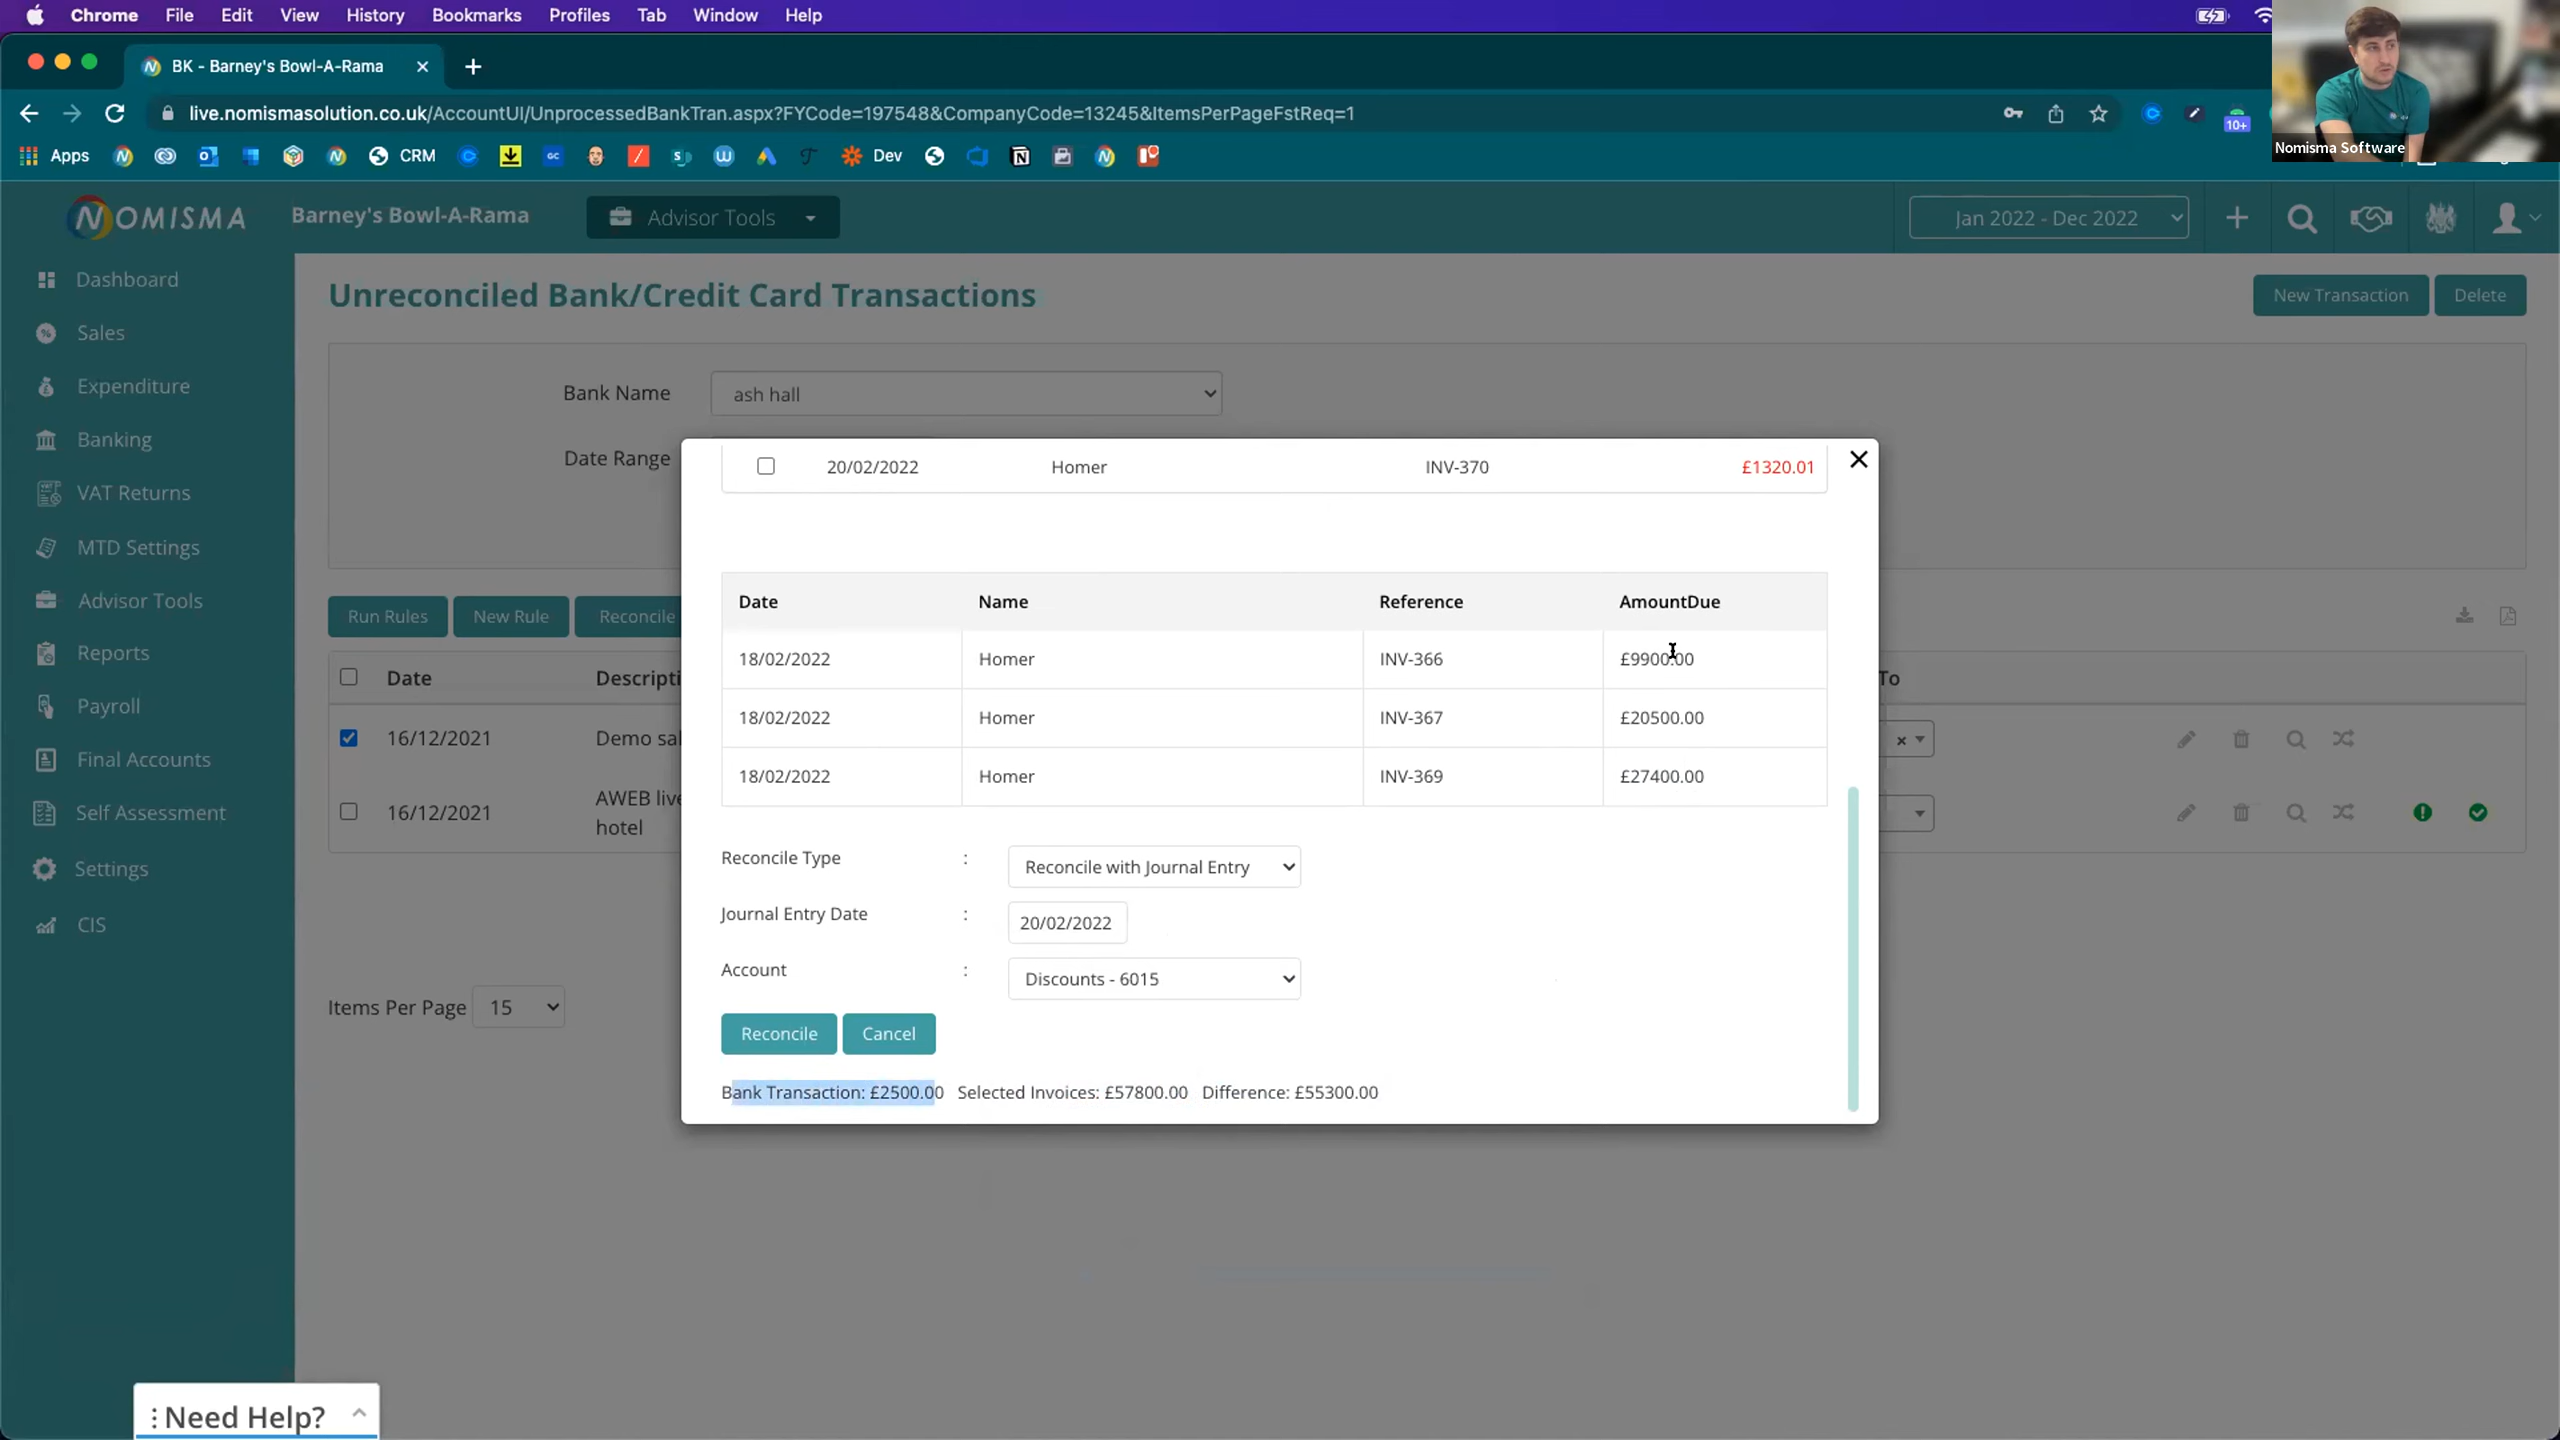 Chrome File Edit View History Bookmarks Profiles Tab Window Help
BK - Barney's Bowl-A-Rama
live.nomismasolution.co.uk/AccountUI/UnprocessedBankTran.aspx?FYCode=197548&CompanyCode=13245&ItemsPerPageFstReq=1
10+
Apps GC CRM Dev
Nomisma Software
NOMISMA Barney's Bowl-A-Rama Advisor Tools Jan 2022 - Dec 2022
Dashboard
Sales
Expenditure
Banking
VAT Returns
MTD Settings
Advisor Tools
Reports
Payroll
Final Accounts
Self Assessment
Settings
CIS
Unreconciled Bank/Credit Card Transactions New Transaction Delete
Bank Name ash hall
Date Range
Run Rules New Rule Reconcile
Date Descripti To
16/12/2021 Demo sal
16/12/2021 AWEB live
hotel
Items Per Page 15
20/02/2022 Homer INV-370 £1320.01
Date Name Reference AmountDue
18/02/2022 Homer INV-366 £9900.00
18/02/2022 Homer INV-367 £20500.00
18/02/2022 Homer INV-369 £27400.00
Reconcile Type : Reconcile with Journal Entry
Journal Entry Date : 20/02/2022
Account : Discounts - 6015
Reconcile Cancel
Bank Transaction: £2500.00 Selected Invoices: £57800.00 Difference: £55300.00
Need Help?